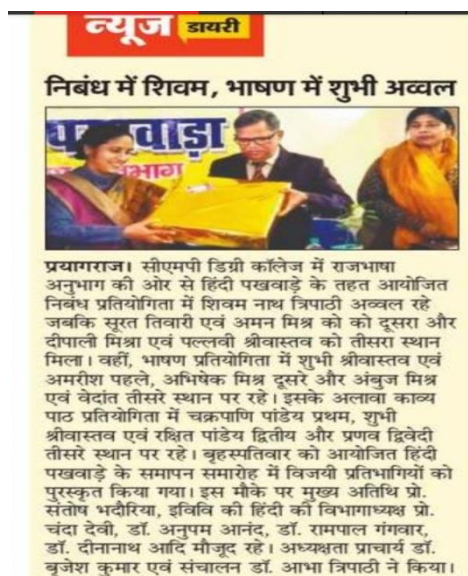 न्यूज डायरी
निबंध में शिवम, भाषण में शुभी अव्वल
पखवाड़ा
भाग
प्रयागराज। सीएमपी डिग्री कॉलेज में राजभाषा
अनुभाग की ओर से हिंदी पखवाड़े के तहत आयोजित
निबंध प्रतियोगिता में शिवम नाथ त्रिपाठी अव्वल रहे
जबकि सूरत तिवारी एवं अमन मिश्र को को दूसरा और
दीपाली मिश्रा एवं पल्लवी श्रीवास्तव को तीसरा स्थान
मिला। वहीं, भाषण प्रतियोगिता में शुभी श्रीवास्तव एवं
अमरीश पहले, अभिषेक मिश्र दूसरे और अंबुज मिश्र
एवं वेदांत तीसरे स्थान पर रहे। इसके अलावा काव्य
पाठ प्रतियोगिता में चक्रपाणि पांडेय प्रथम, शुभी
श्रीवास्तव एवं रक्षित पांडेय द्वितीय और प्रणव द्विवेदी
तीसरे स्थान पर रहे। बृहस्पतिवार को आयोजित हिंदी
पखवाड़े के समापन समारोह में विजयी प्रतिभागियों को
पुरस्कृत किया गया। इस मौके पर मुख्य अतिथि प्रो.
संतोष भदौरिया, इविवि की हिंदी की विभागाध्यक्ष प्रो.
चंदा देवी, डॉ. अनुपम आनंद, डॉ. रामपाल गंगवार,
डॉ. दीनानाथ आदि मौजूद रहे। अध्यक्षता प्राचार्य डॉ.
बृजेश कुमार एवं संचालन डॉ. आभा त्रिपाठी ने किया।